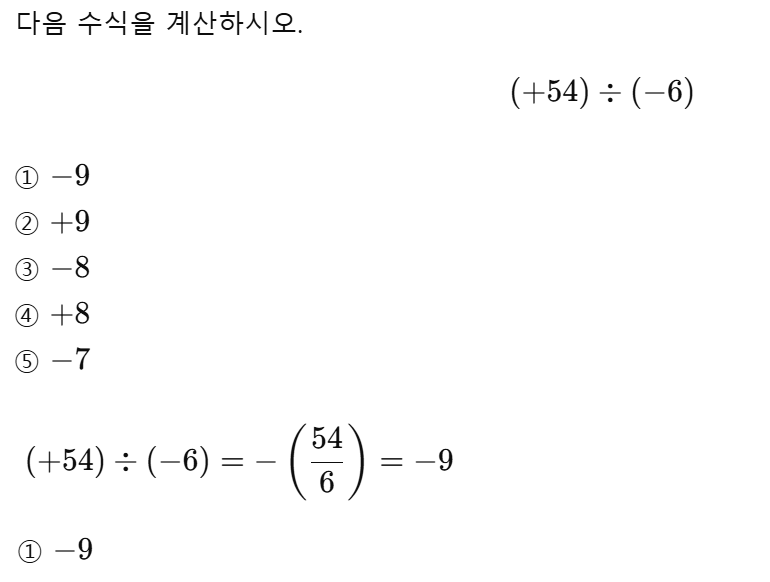 다음 수식을 계산하시오.
(+54) ÷ (−6)
① −9
② +9
③ −8
④ +8
⑤ −7
(+54) ÷ (−6) = − (54/6) = −9
① −9